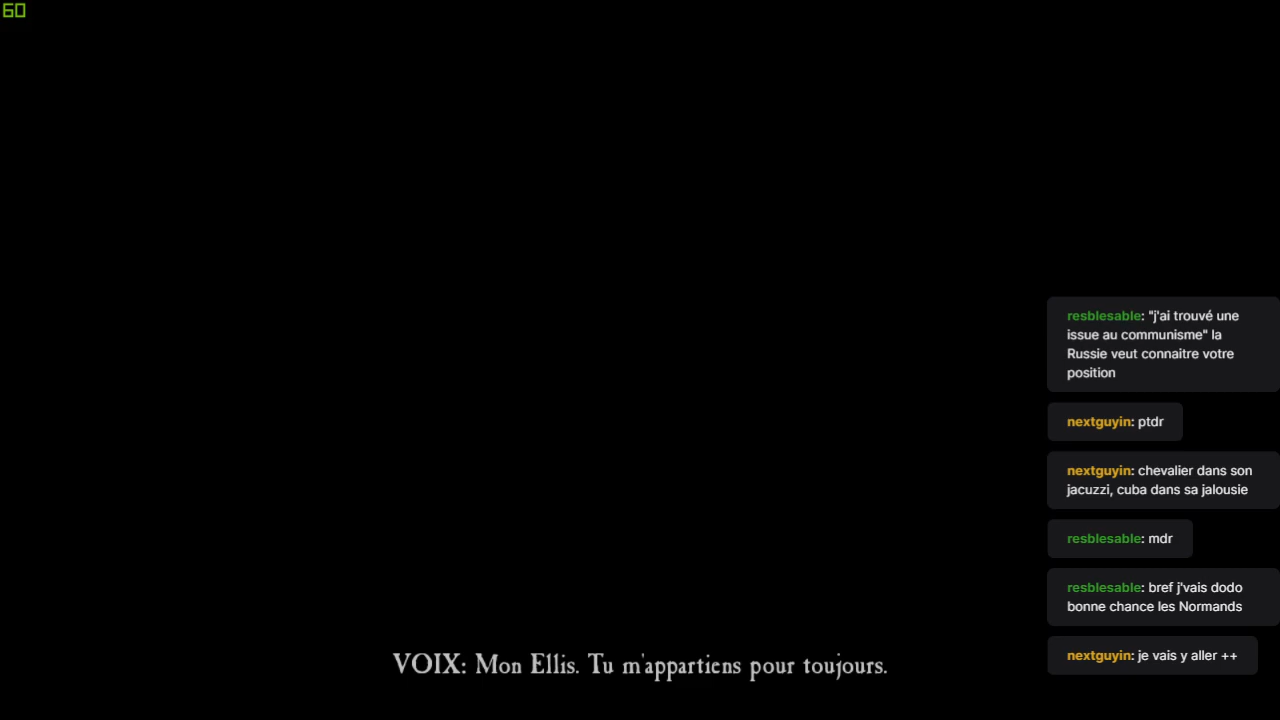 60
resblesable: "j'ai trouvé une
issue au communisme" la
Russie veut connaitre votre
position
nextguyin: ptdr
nextguyin: chevalier dans son
jacuzzi, cuba dans sa jalousie
resblesable: mdr
resblesable: bref j'vais dodo
bonne chance les Normands
nextguyin: je vais y aller ++
VOIX: Mon Ellis. Tu m'appartiens pour toujours.